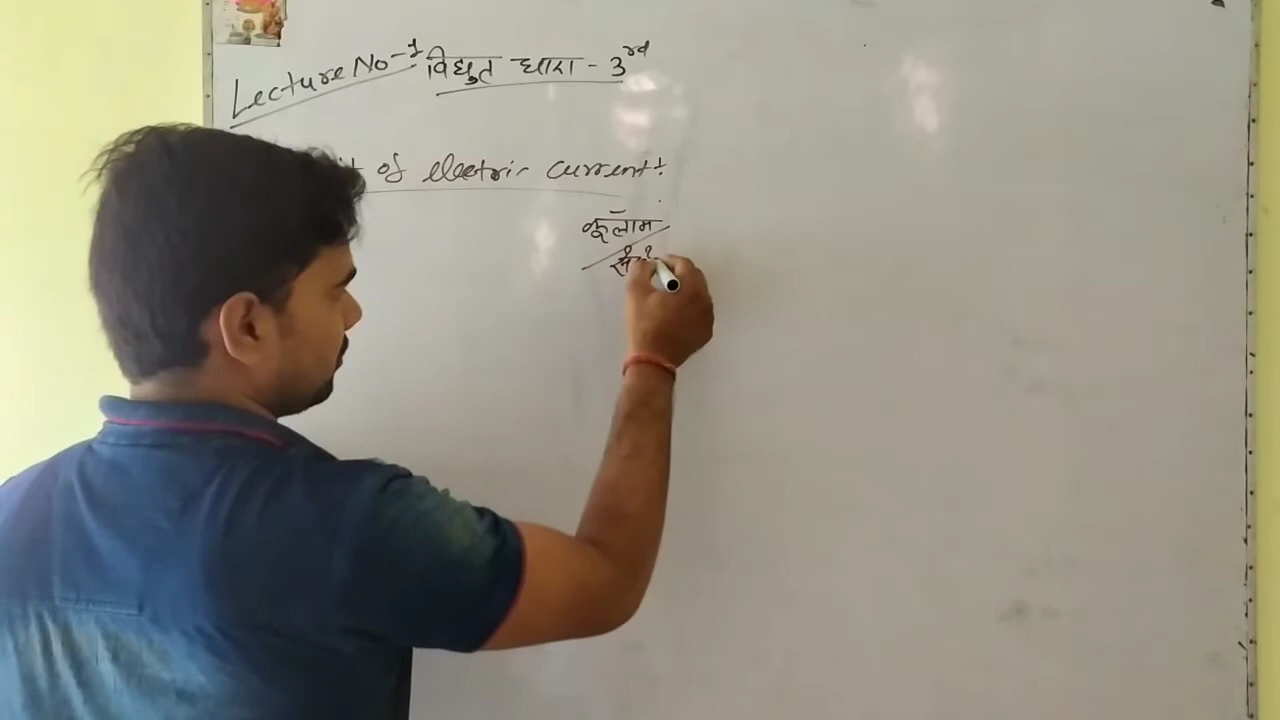 Lecture No-1 विधुत धारा - 3rd
of electric current:
कूलॉम